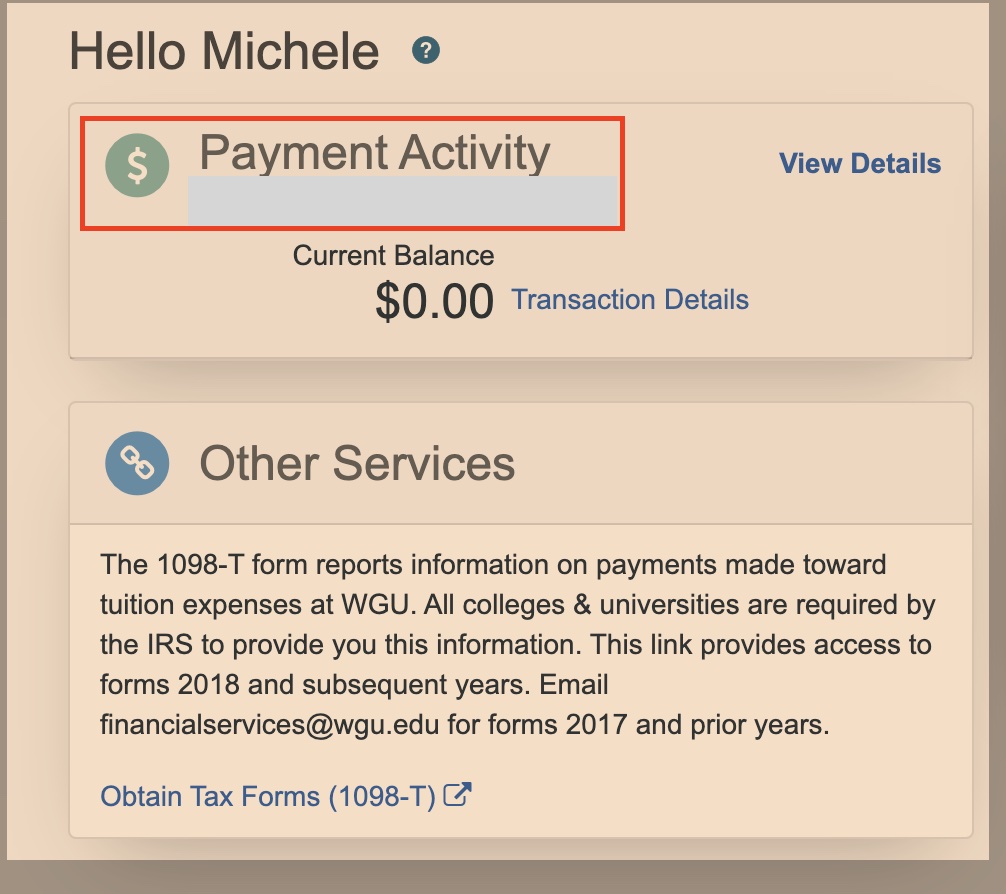 Hello Michele ?
$ Payment Activity
View Details
Current Balance
$0.00 Transaction Details
Other Services
The 1098-T form reports information on payments made toward
tuition expenses at WGU. All colleges & universities are required by
the IRS to provide you this information. This link provides access to
forms 2018 and subsequent years. Email
financialservices@wgu.edu for forms 2017 and prior years.
Obtain Tax Forms (1098-T)